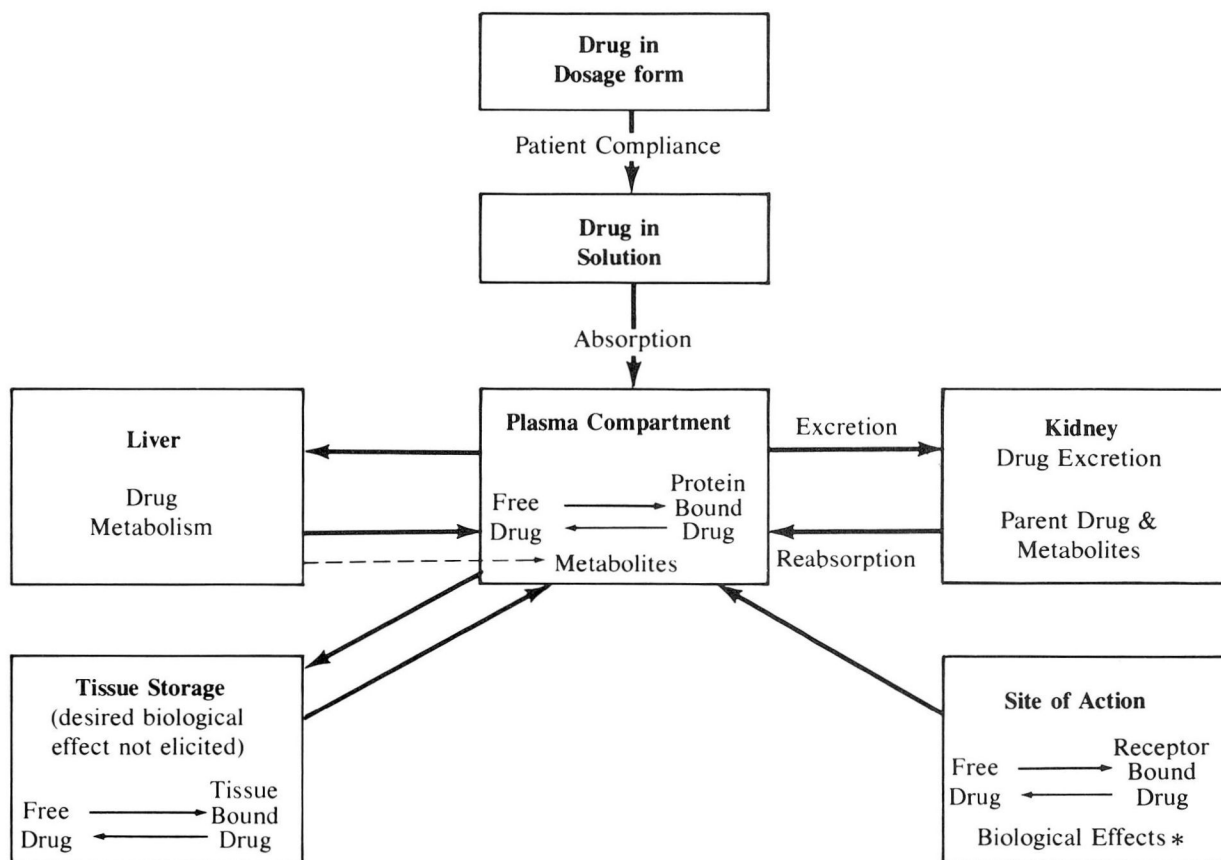 Drug in
Dosage form
Patient Compliance
Drug in
Solution
Absorption
Liver
Drug
Metabolism
Plasma Compartment
Free
Drug
Protein
Bound
Drug
Metabolites
Excretion
Reabsorption
Kidney
Drug Excretion
Parent Drug &
Metabolites
Tissue Storage
(desired biological
effect not elicited)
Free
Drug
Tissue
Bound
Drug
Site of Action
Free
Drug
Receptor
Bound
Drug
Biological Effects *